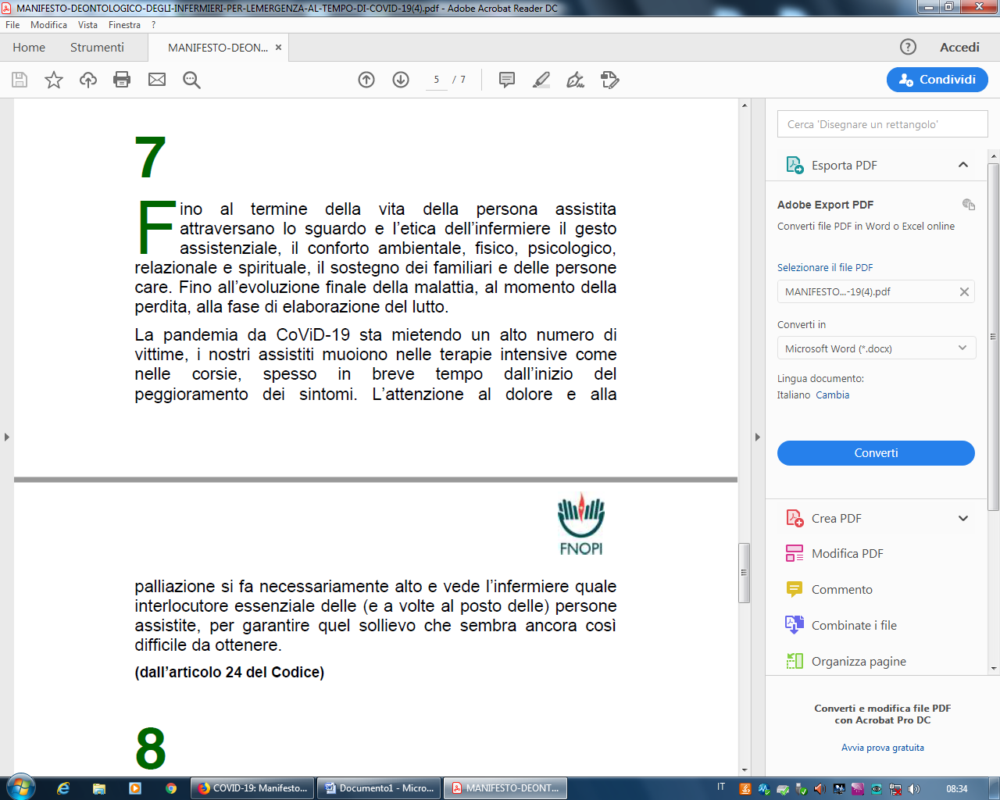 MANIFESTO-DEONTOLOGICO-DEGLI-INFERMIERI-PER-LEMERGENZA-AL-TEMPO-DI-COVID-19(4).pdf - Adobe Acrobat Reader DC
File Modifica Vista Finestra ?
Home Strumenti MANIFESTO-DEON... × ? Accedi
5 / 7 Condividi
7
Fino al termine della vita della persona assistita
attraversano lo sguardo e l'etica dell'infermiere il gesto
assistenziale, il conforto ambientale, fisico, psicologico,
relazionale e spirituale, il sostegno dei familiari e delle persone
care. Fino all'evoluzione finale della malattia, al momento della
perdita, alla fase di elaborazione del lutto.
La pandemia da CoViD-19 sta mietendo un alto numero di
vittime, i nostri assistiti muoiono nelle terapie intensive come
nelle corsie, spesso in breve tempo dall'inizio del
peggioramento dei sintomi. L'attenzione al dolore e alla
FNOPI
palliazione si fa necessariamente alto e vede l'infermiere quale
interlocutore essenziale delle (e a volte al posto delle) persone
assistite, per garantire quel sollievo che sembra ancora così
difficile da ottenere.
(dall'articolo 24 del Codice)
8
Cerca 'Disegnare un rettangolo'
Esporta PDF
Adobe Export PDF
Converti file PDF in Word o Excel online
Selezionare il file PDF
MANIFESTO...-19(4).pdf
Converti in
Microsoft Word (*.docx)
Lingua documento:
Italiano Cambia
Converti
Crea PDF
Modifica PDF
Commento
Combinate i file
Organizza pagine
Converti e modifica file PDF
con Acrobat Pro DC
Avvia prova gratuita
COVID-19: Manifesto... Documento1 - Micro... MANIFESTO-DEONT... IT 08:34